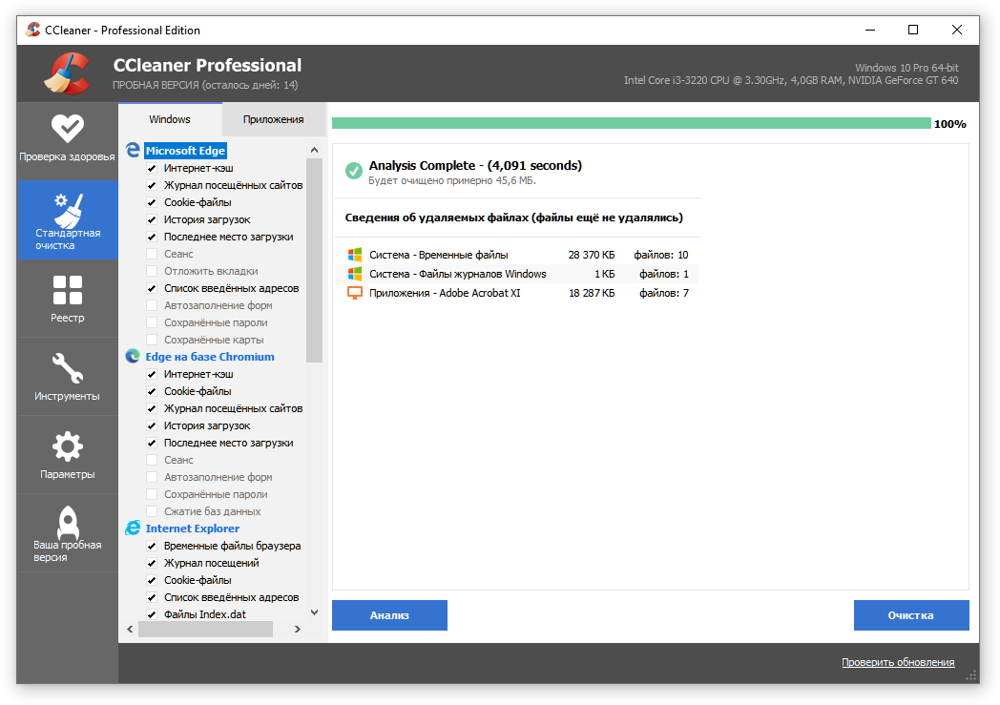 CCleaner - Professional Edition
CCleaner Professional
ПРОБНАЯ ВЕРСИЯ (осталось дней: 14)
Windows 10 Pro 64-bit
Intel Core i3-3220 CPU @ 3.30GHz, 4,0GB RAM, NVIDIA GeForce GT 640
Проверка здоровья
Стандартная
очистка
Реестр
Инструменты
Параметры
Ваша пробная
версия
Windows
Приложения
Microsoft Edge
Интернет-кэш
Журнал посещённых сайтов
Cookie-файлы
История загрузок
Последнее место загрузки
Сеанс
Отложить вкладки
Список введённых адресов
Автозаполнение форм
Сохранённые пароли
Сохранённые карты
Edge на базе Chromium
Интернет-кэш
Cookie-файлы
Журнал посещённых сайтов
История загрузок
Последнее место загрузки
Сеанс
Автозаполнение форм
Сохранённые пароли
Сжатие баз данных
Internet Explorer
Временные файлы браузера
Журнал посещений
Cookie-файлы
Список введённых адресов
Файлы Index.dat
100%
Analysis Complete - (4,091 seconds)
Будет очищено примерно 45,6 МБ.
Сведения об удаляемых файлах (файлы ещё не удалялись)
Система - Временные файлы 28 370 КБ файлов: 10
Система - Файлы журналов Windows 1 КБ файлов: 1
Приложения - Adobe Acrobat XI 18 287 КБ файлов: 7
Анализ
Очистка
Проверить обновления